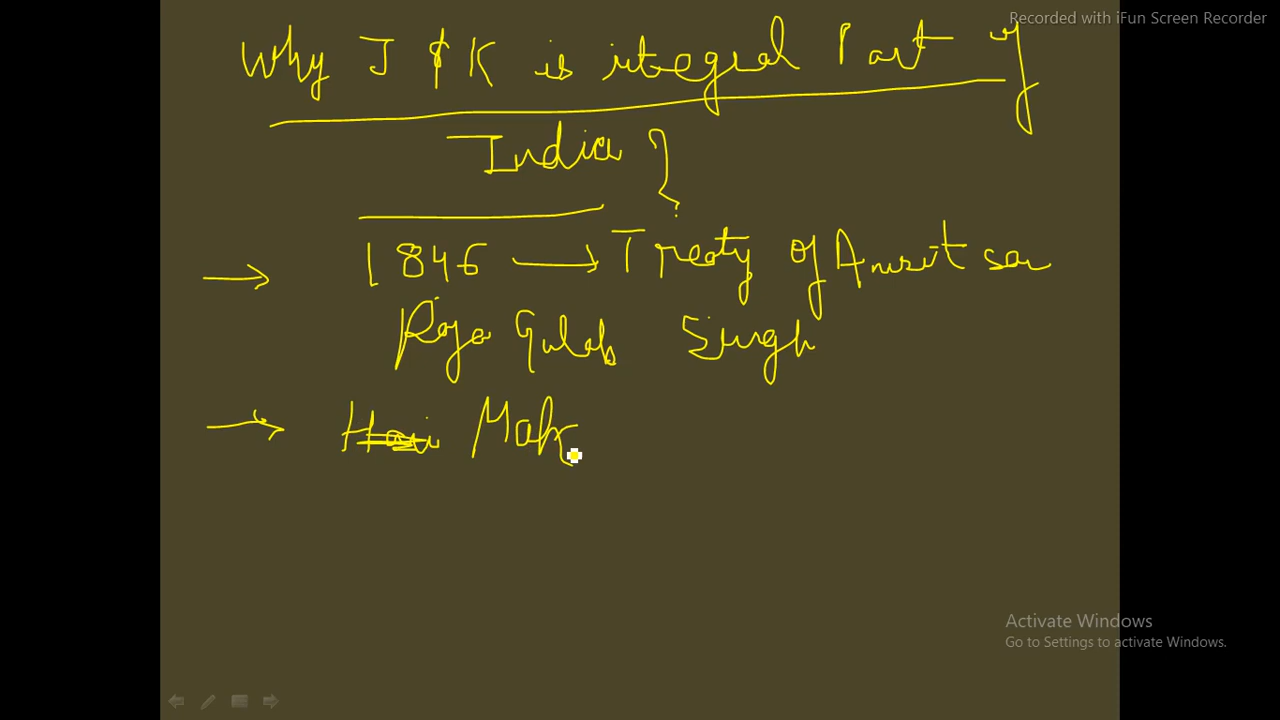 Recorded with iFun Screen Recorder
Why J & K is integral Part of
India ?
→ 1846 → Treaty of Amritsar
Raja Gulab Singh
→ Hari Mah
Activate Windows
Go to Settings to activate Windows.